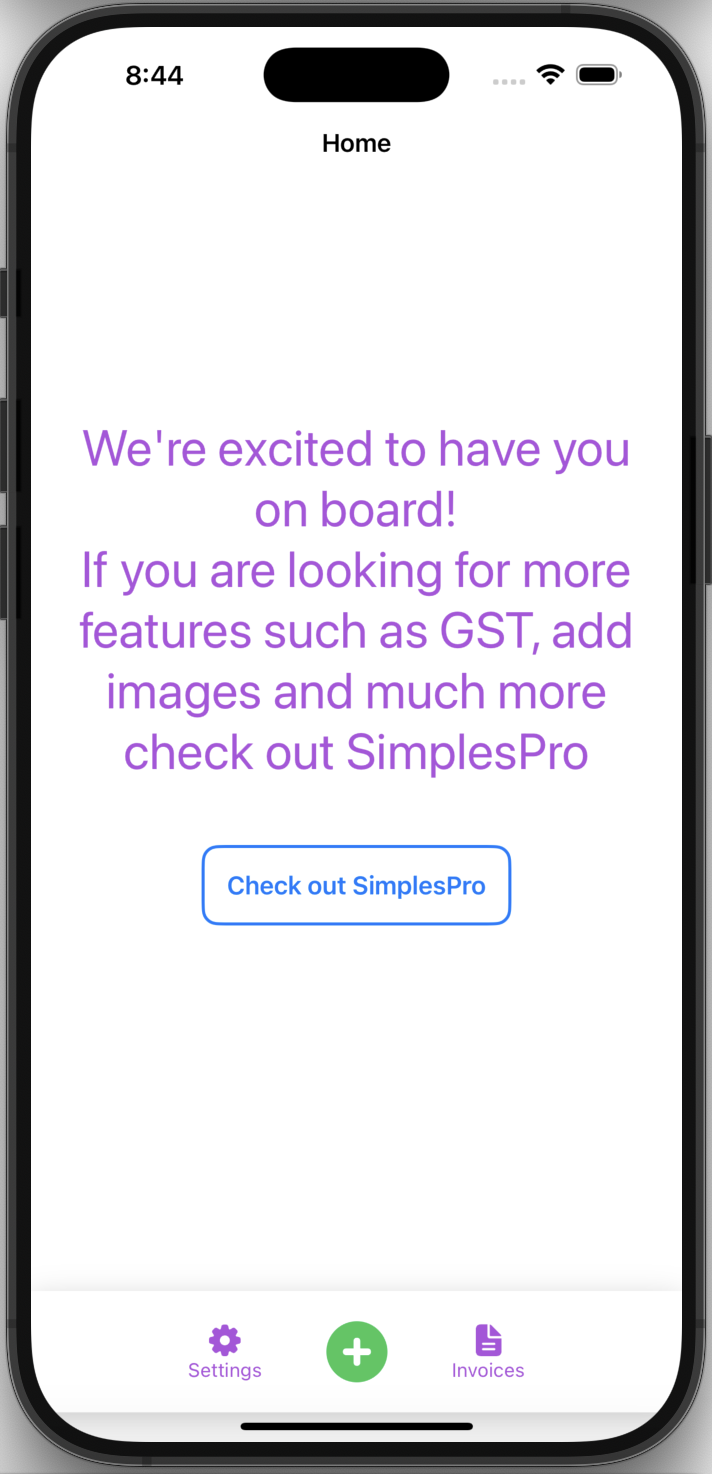 8:44
Home
We're excited to have you
on board!
If you are looking for more
features such as GST, add
images and much more
check out SimplesPro
Check out SimplesPro
Settings
Invoices